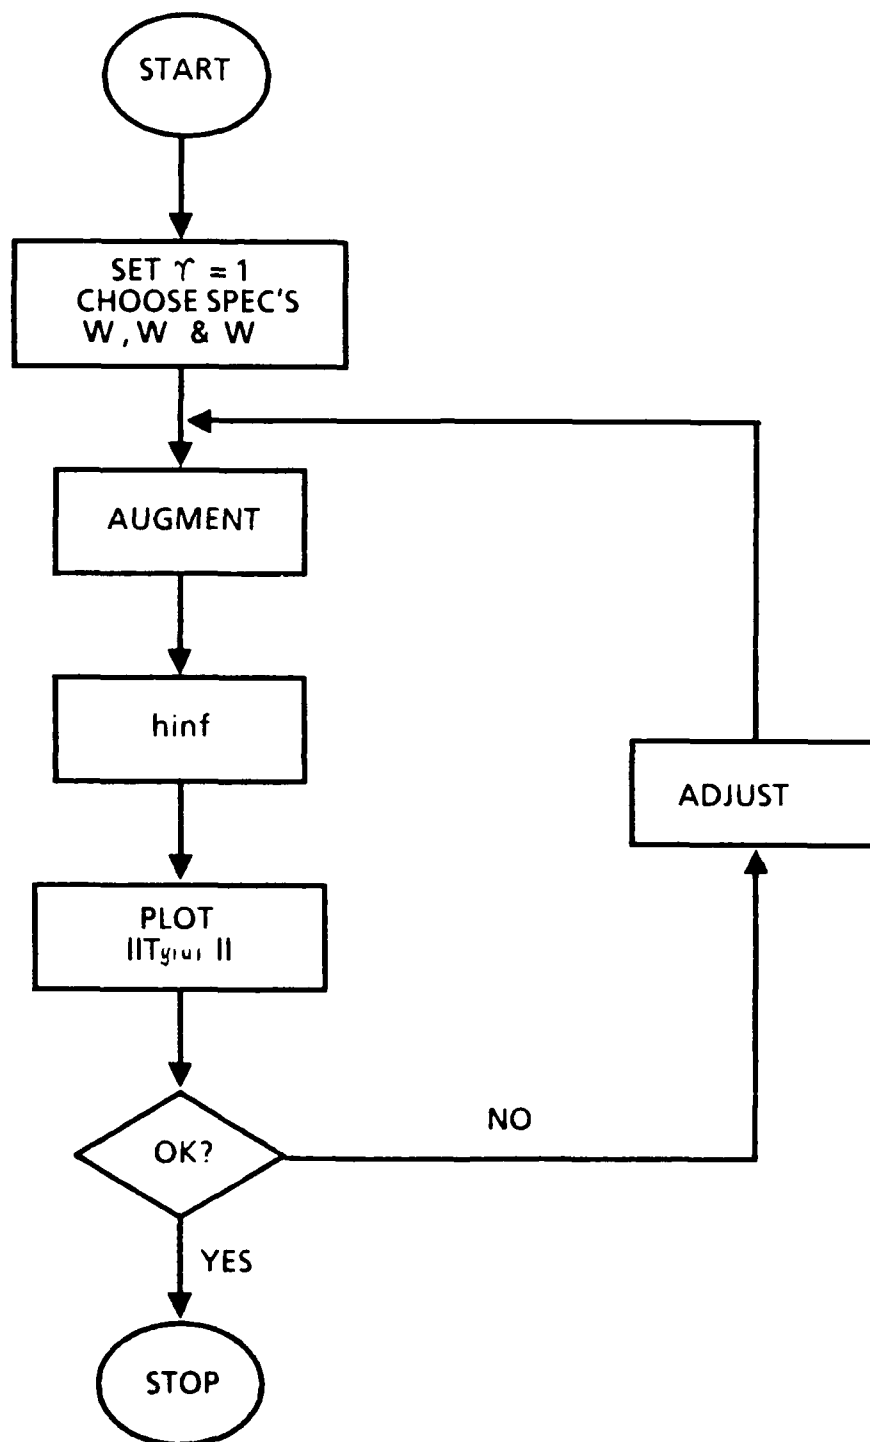 START
SET ϒ = 1
CHOOSE SPEC'S
W , W & W
AUGMENT
hinf
ADJUST
PLOT
||T ||
OK?
NO
YES
STOP